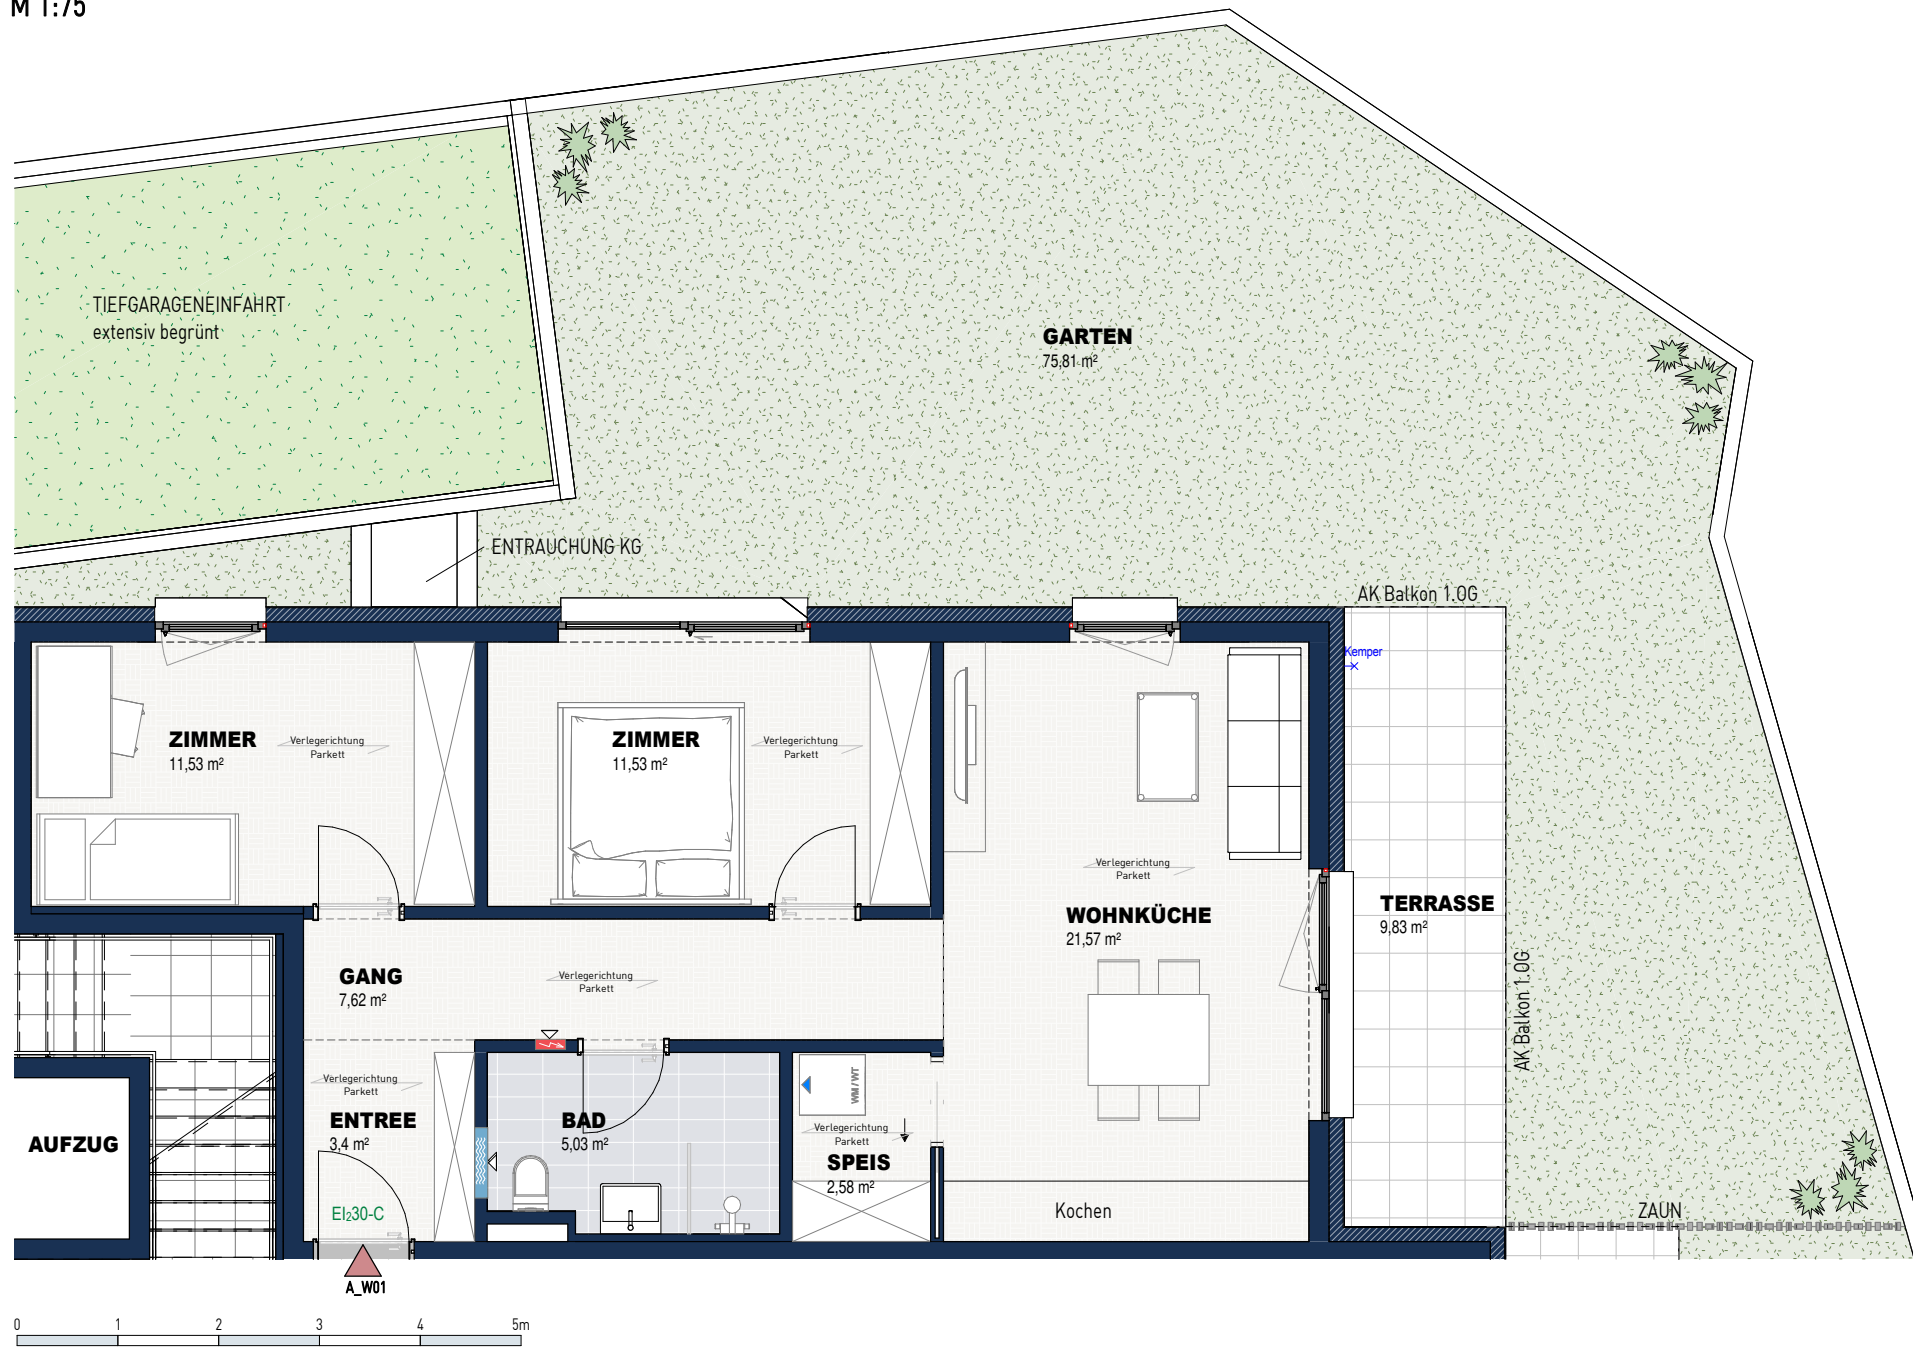 M 1:75
TIEFGARAGENEINFAHRT
extensiv begrünt
GARTEN
75,81 m²
ENTRAUCHUNG KG
AK Balkon 1.OG
Kemper
ZIMMER
11,53 m²
Verlegerichtung
Parkett
ZIMMER
11,53 m²
Verlegerichtung
Parkett
Verlegerichtung
Parkett
WOHNKÜCHE
21,57 m²
TERRASSE
9,83 m²
AK Balkon 1.OG
GANG
7,62 m²
Verlegerichtung
Parkett
Verlegerichtung
Parkett
ENTREE
3,4 m²
BAD
5,03 m²
WM/WT
Verlegerichtung
Parkett
SPEIS
2,58 m²
AUFZUG
EI₂30-C
Kochen
ZAUN
A_W01
0 1 2 3 4 5m